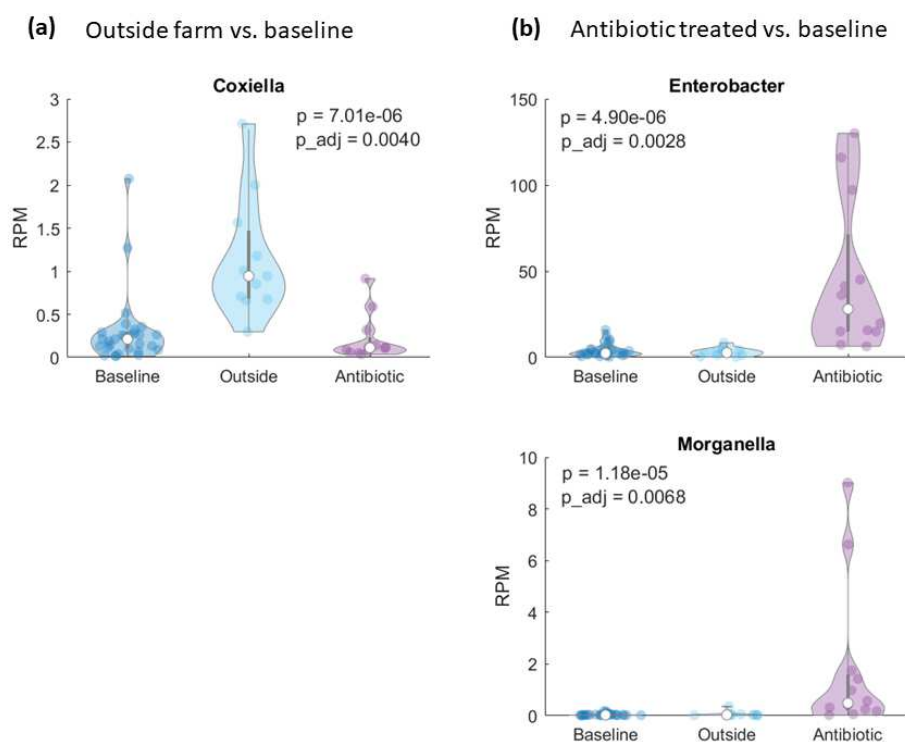 (a) Outside farm vs. baseline
Coxiella
p = 7.01e-06
p_adj = 0.0040
3
2.5
2
1.5
1
0.5
0
RPM
Baseline Outside Antibiotic
(b) Antibiotic treated vs. baseline
Enterobacter
p = 4.90e-06
p_adj = 0.0028
150
100
50
0
RPM
Baseline Outside Antibiotic
Morganella
p = 1.18e-05
p_adj = 0.0068
10
8
6
4
2
0
RPM
Baseline Outside Antibiotic